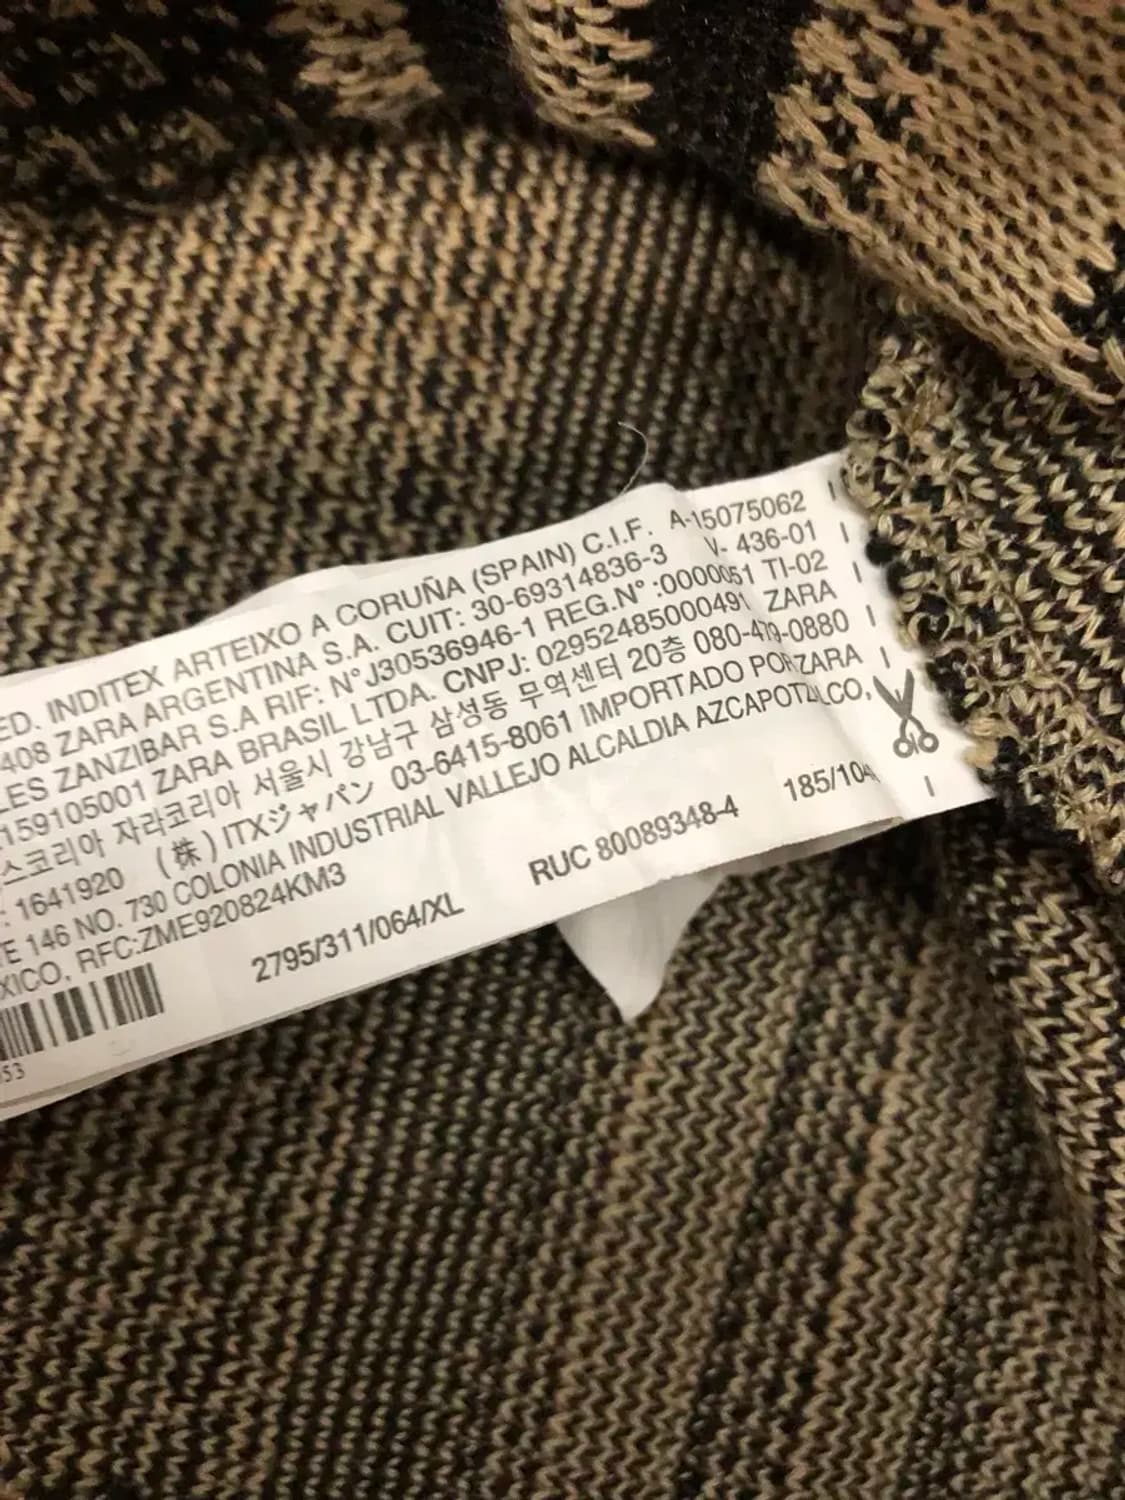 ED. INDITEX ARTEIXO A CORUÑA (SPAIN) C.I.F. A-15075062
408 ZARA ARGENTINA S.A. CUIT: 30-69314836-3 V- 436-01
LES ZANZIBAR S.A RIF: N°J30536946-1 REG.N°:0000051 TI-02
159105001 ZARA BRASIL LTDA. CNPJ: 02952485000491 ZARA
스코리아 자라코리아 서울시 강남구 삼성동 무역센터 20층 080-479-0880
: 1641920 (株)ITXジャパン 03-6415-8061 IMPORTADO POR ZARA
E 146 NO. 730 COLONIA INDUSTRIAL VALLEJO ALCALDIA AZCAPOTZALCO,
XICO, RFC:ZME920824KM3
RUC 80089348-4 185/104
2795/311/064/XL
53